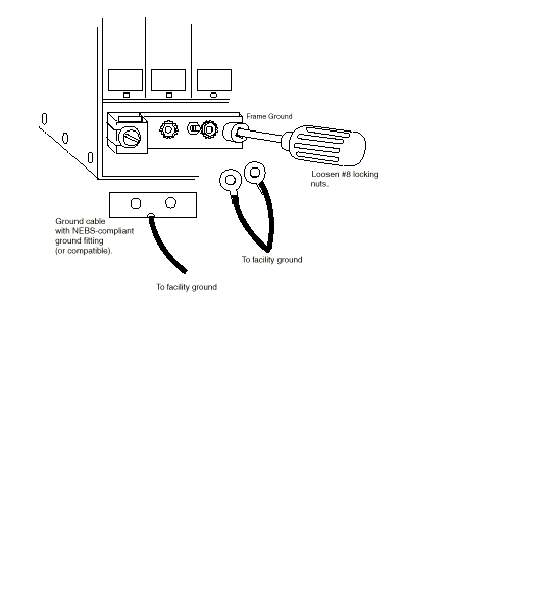 Frame Ground
Loosen #8 locking
nuts.
Ground cable
with NEBS-compliant
ground fitting
(or compatible).
To facility ground
To facility ground